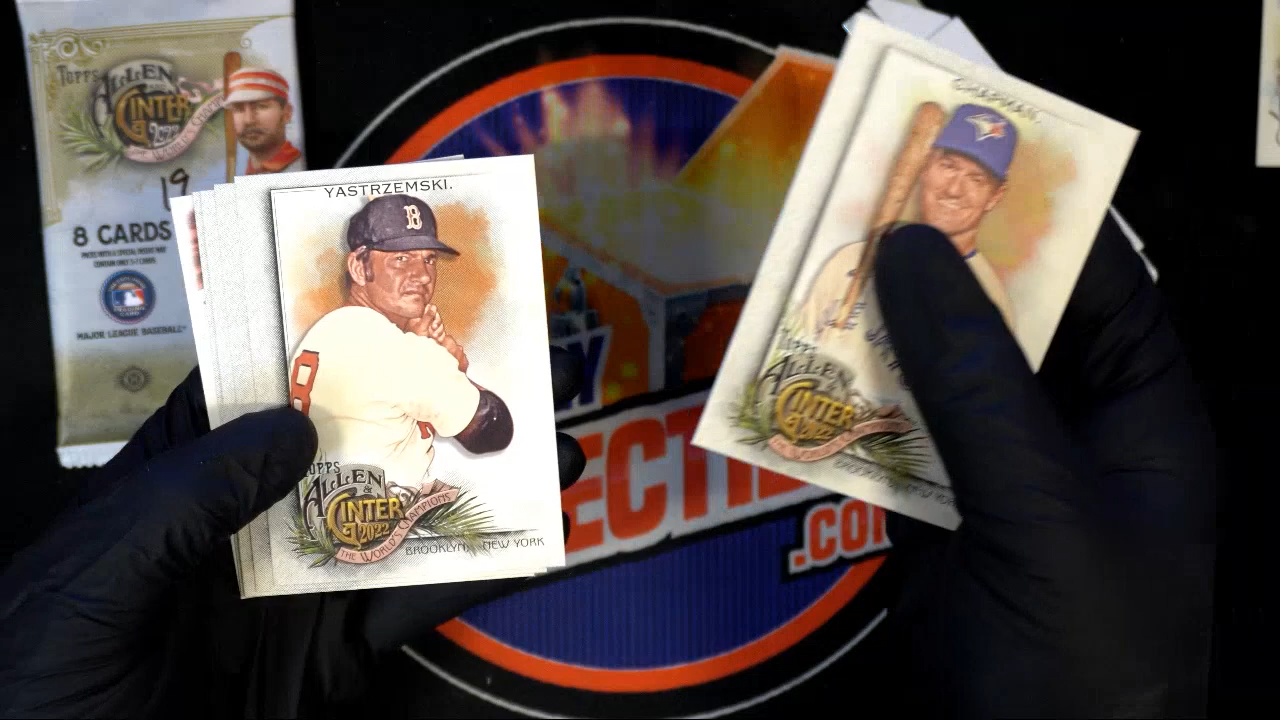 TOPPS
ALLEN
GINTER
2022
19
8 CARDS
MAJOR LEAGUE BASEBALL
YASTRZEMSKI.
B
8
TOPPS
ALLEN
&
GINTER
2022
THE WORLD'S CHAMPIONS
BROOKLYN, NEW YORK
CHAPMAN.
TOPPS
ALLEN
&
GINTER
2022
ECTI
.CO